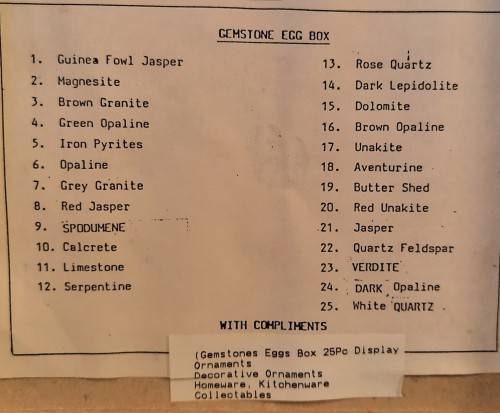 GEMSTONE EGG BOX
1. Guinea Fowl Jasper
2. Magnesite
3. Brown Granite
4. Green Opaline
5. Iron Pyrites
6. Opaline
7. Grey Granite
8. Red Jasper
9. SPODUMENE
10. Calcrete
11. Limestone
12. Serpentine
13. Rose Quartz
14. Dark Lepidolite
15. Dolomite
16. Brown Opaline
17. Unakite
18. Aventurine
19. Butter Shed
20. Red Unakite
21. Jasper
22. Quartz Feldspar
23. VERDITE
24. DARK Opaline
25. White QUARTZ
WITH COMPLIMENTS
(Gemstones Eggs Box 25Pc Display
Ornaments
Decorative Ornaments
Homeware, Kitchenware
Collectables